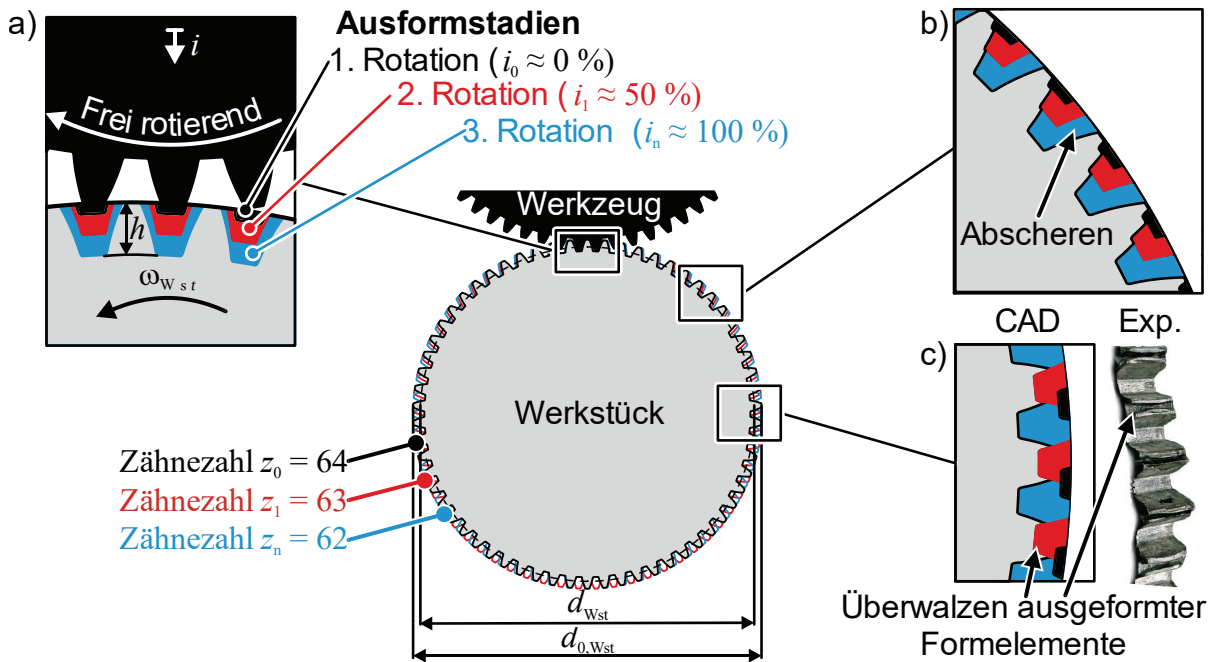 a)
i
Frei rotierend
h
ωWst
Ausformstadien
1. Rotation (i0 ≈ 0 %)
2. Rotation (i1 ≈ 50 %)
3. Rotation (in ≈ 100 %)
Werkzeug
Werkstück
Zähnezahl z0 = 64
Zähnezahl z1 = 63
Zähnezahl zn = 62
dWst
d0,Wst
b)
Abscheren
CAD
Exp.
c)
Überwalzen ausgeformter
Formelemente